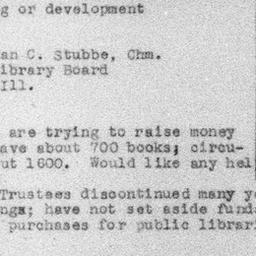 g or development
an C. Stubbe, Chm.
ibrary Board
Ill.
are trying to raise money
ave about 700 books; circu-
ut 1600. Would like any hel
Trustees discontinued many ye
ngs; have not set aside fund
purchases for public librar